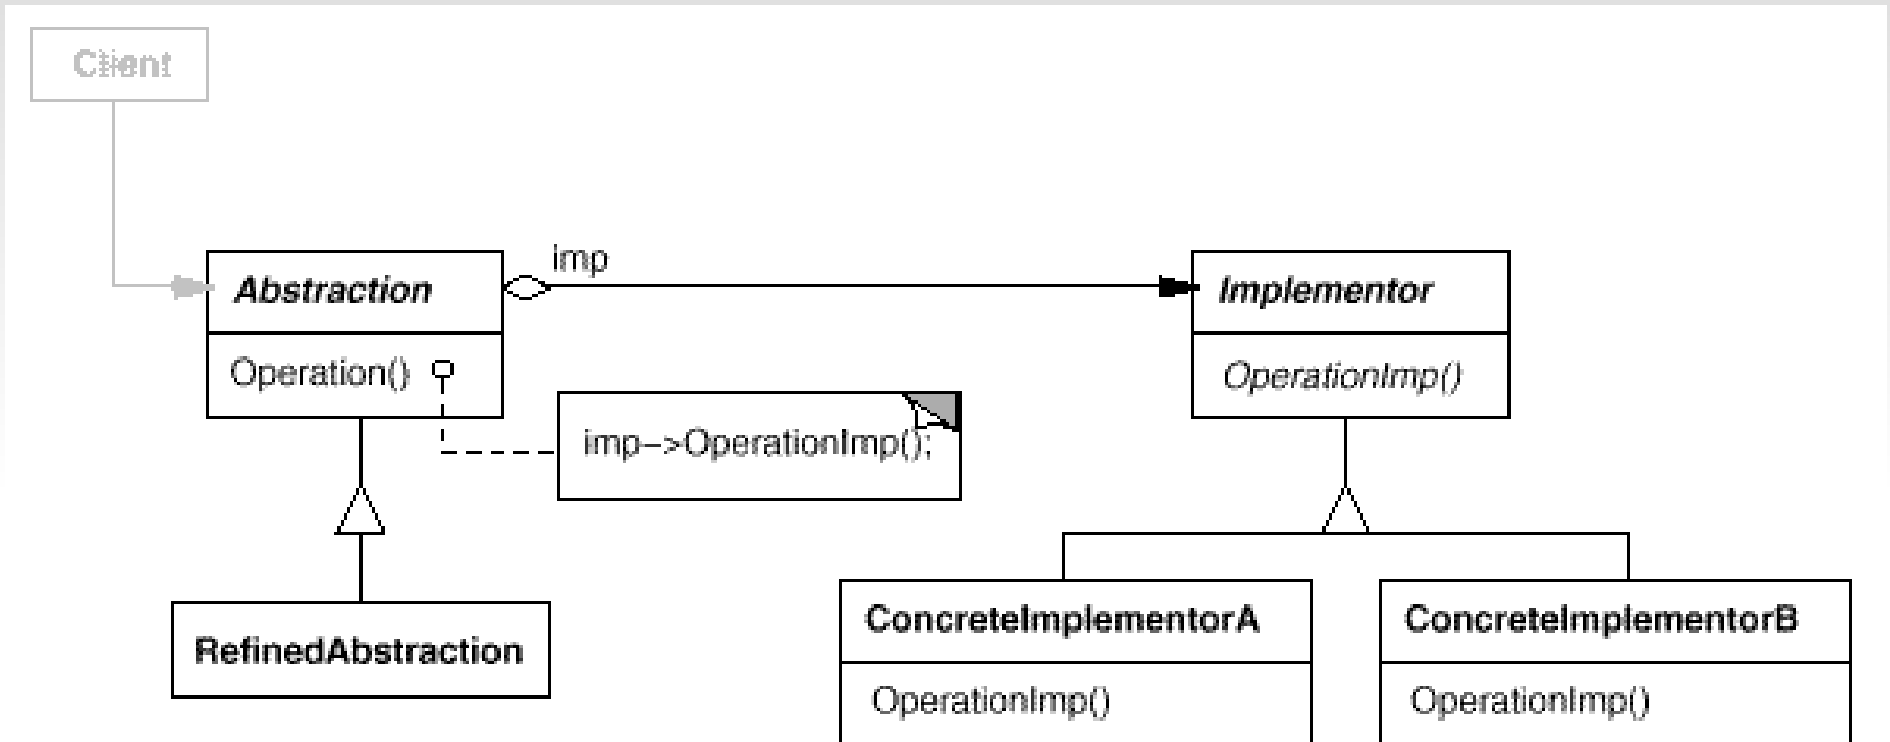 Client
imp
Abstraction
Implementor
Operation()
OperationImp()
imp->OperationImp();
RefinedAbstraction
ConcreteImplementorA
ConcreteImplementorB
OperationImp()
OperationImp()